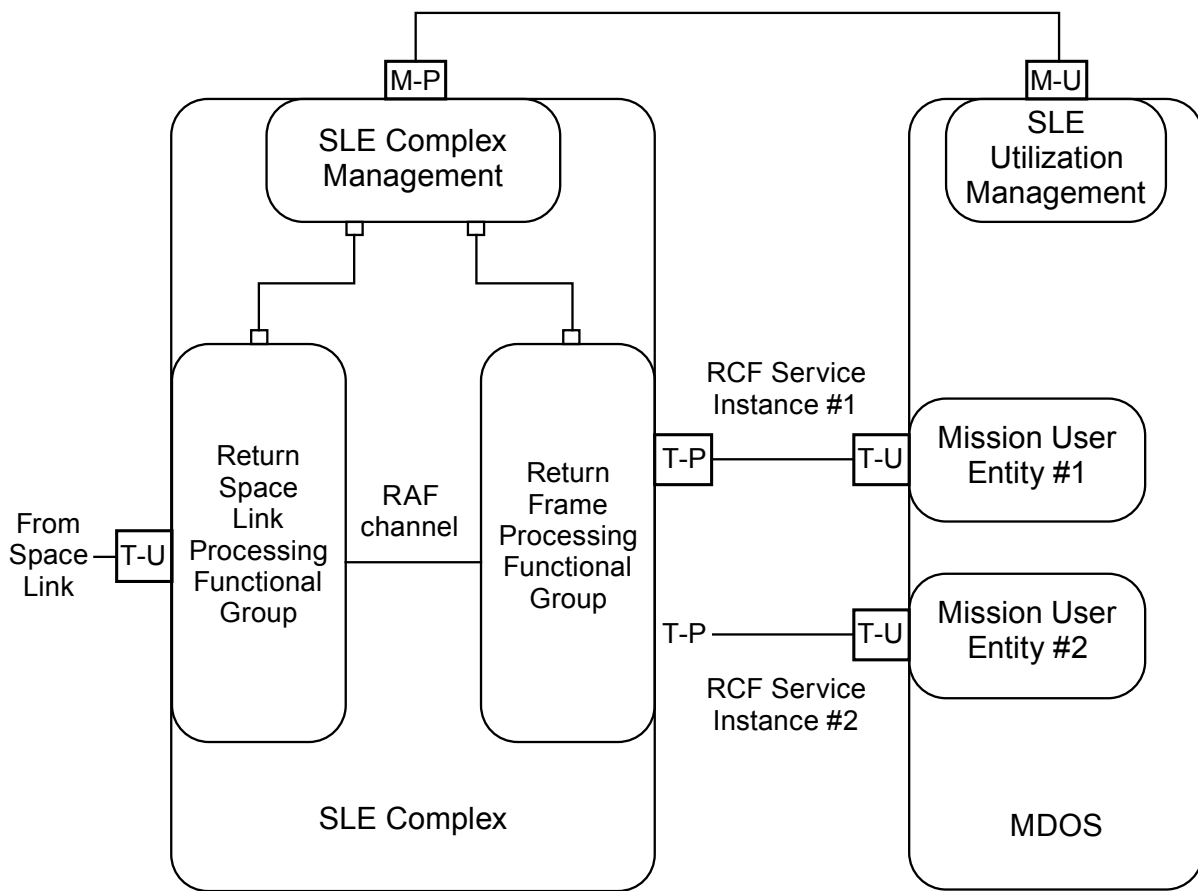 M-P
M-U
SLE Complex
Management
SLE
Utilization
Management
RCF Service
Instance #1
Return
Space
Link
Processing
Functional
Group
RAF
channel
Return
Frame
Processing
Functional
Group
T-P
T-U
Mission User
Entity #1
From
Space
Link
T-U
T-P
T-U
Mission User
Entity #2
RCF Service
Instance #2
SLE Complex
MDOS